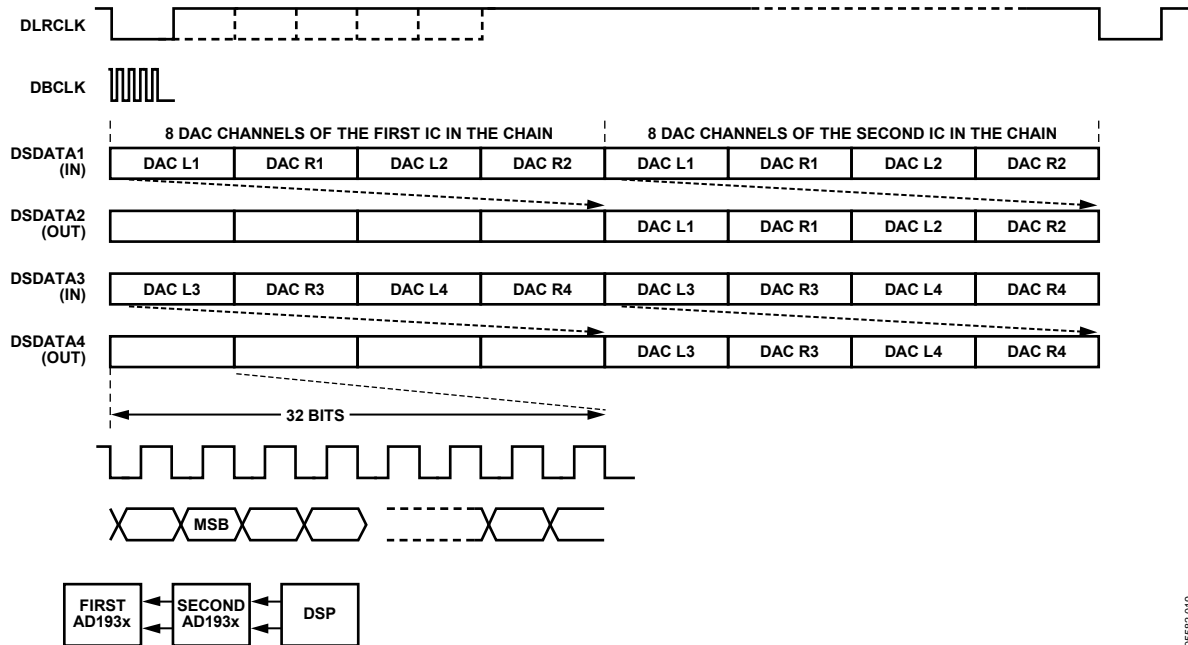 DLRCLK
DBCLK
8 DAC CHANNELS OF THE FIRST IC IN THE CHAIN
8 DAC CHANNELS OF THE SECOND IC IN THE CHAIN
DSDATA1
(IN)
DAC L1
DAC R1
DAC L2
DAC R2
DAC L1
DAC R1
DAC L2
DAC R2
DSDATA2
(OUT)
DAC L1
DAC R1
DAC L2
DAC R2
DSDATA3
(IN)
DAC L3
DAC R3
DAC L4
DAC R4
DAC L3
DAC R3
DAC L4
DAC R4
DSDATA4
(OUT)
DAC L3
DAC R3
DAC L4
DAC R4
32 BITS
MSB
FIRST
AD193x
SECOND
AD193x
DSP